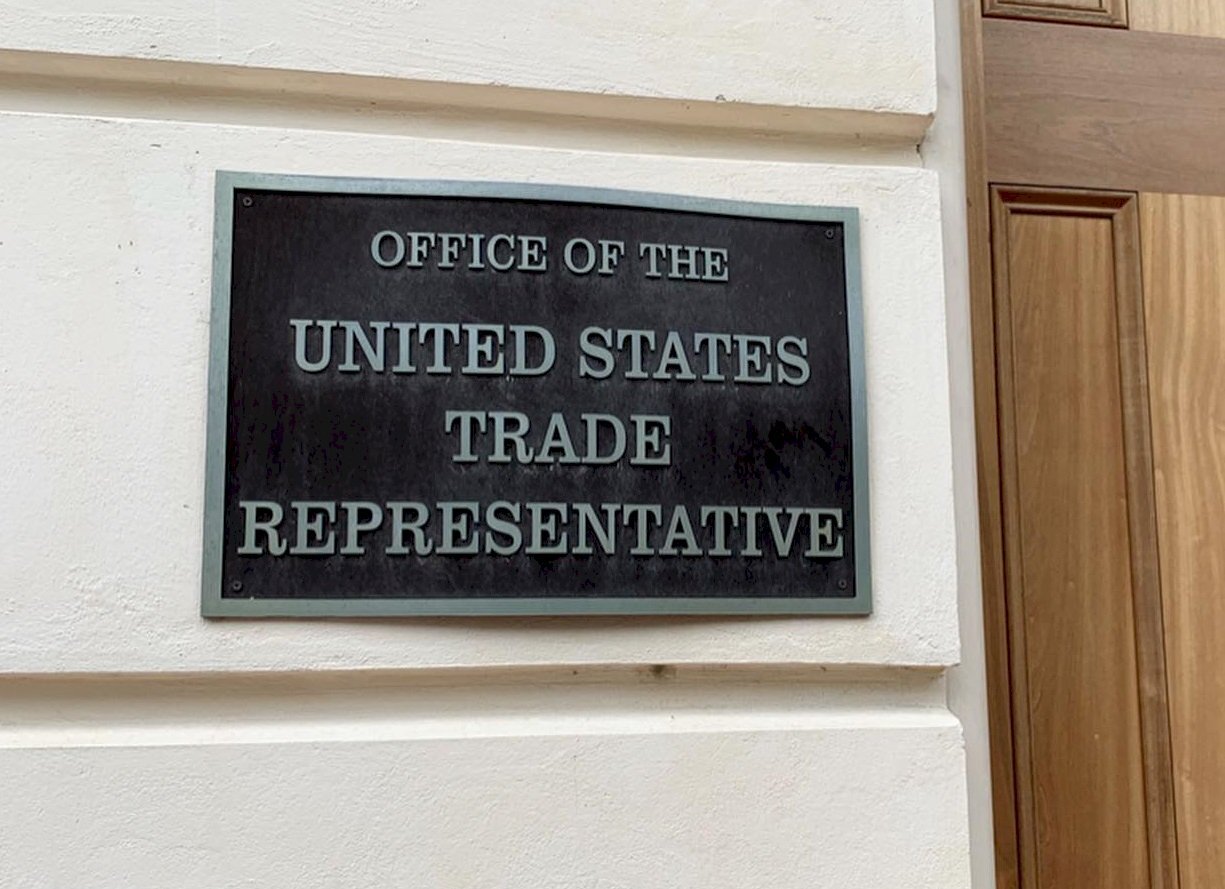 OFFICE OF THE
UNITED STATES
TRADE
REPRESENTATIVE